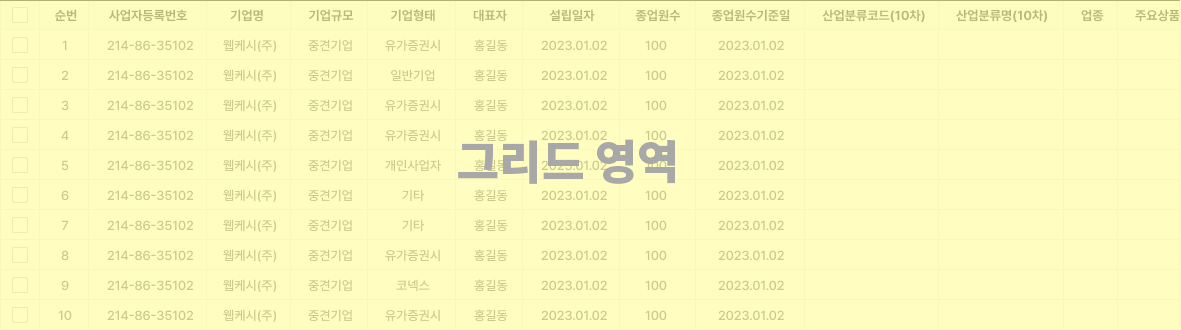 순번 사업자등록번호 기업명 기업규모 기업형태 대표자 설립일자 종업원수 종업원수기준일 산업분류코드(10차) 산업분류명(10차) 업종 주요상품
1 214-86-35102 웹케시(주) 중견기업 유가증권시 홍길동 2023.01.02 100 2023.01.02
2 214-86-35102 웹케시(주) 중견기업 일반기업 홍길동 2023.01.02 100 2023.01.02
3 214-86-35102 웹케시(주) 중견기업 유가증권시 홍길동 2023.01.02 100 2023.01.02
4 214-86-35102 웹케시(주) 중견기업 유가증권시 홍길동 2023.01.02 100 2023.01.02
그리드 영역
5 214-86-35102 웹케시(주) 중견기업 개인사업자 홍길동 2023.01.02 100 2023.01.02
6 214-86-35102 웹케시(주) 중견기업 기타 홍길동 2023.01.02 100 2023.01.02
7 214-86-35102 웹케시(주) 중견기업 기타 홍길동 2023.01.02 100 2023.01.02
8 214-86-35102 웹케시(주) 중견기업 유가증권시 홍길동 2023.01.02 100 2023.01.02
9 214-86-35102 웹케시(주) 중견기업 코넥스 홍길동 2023.01.02 100 2023.01.02
10 214-86-35102 웹케시(주) 중견기업 유가증권시 홍길동 2023.01.02 100 2023.01.02